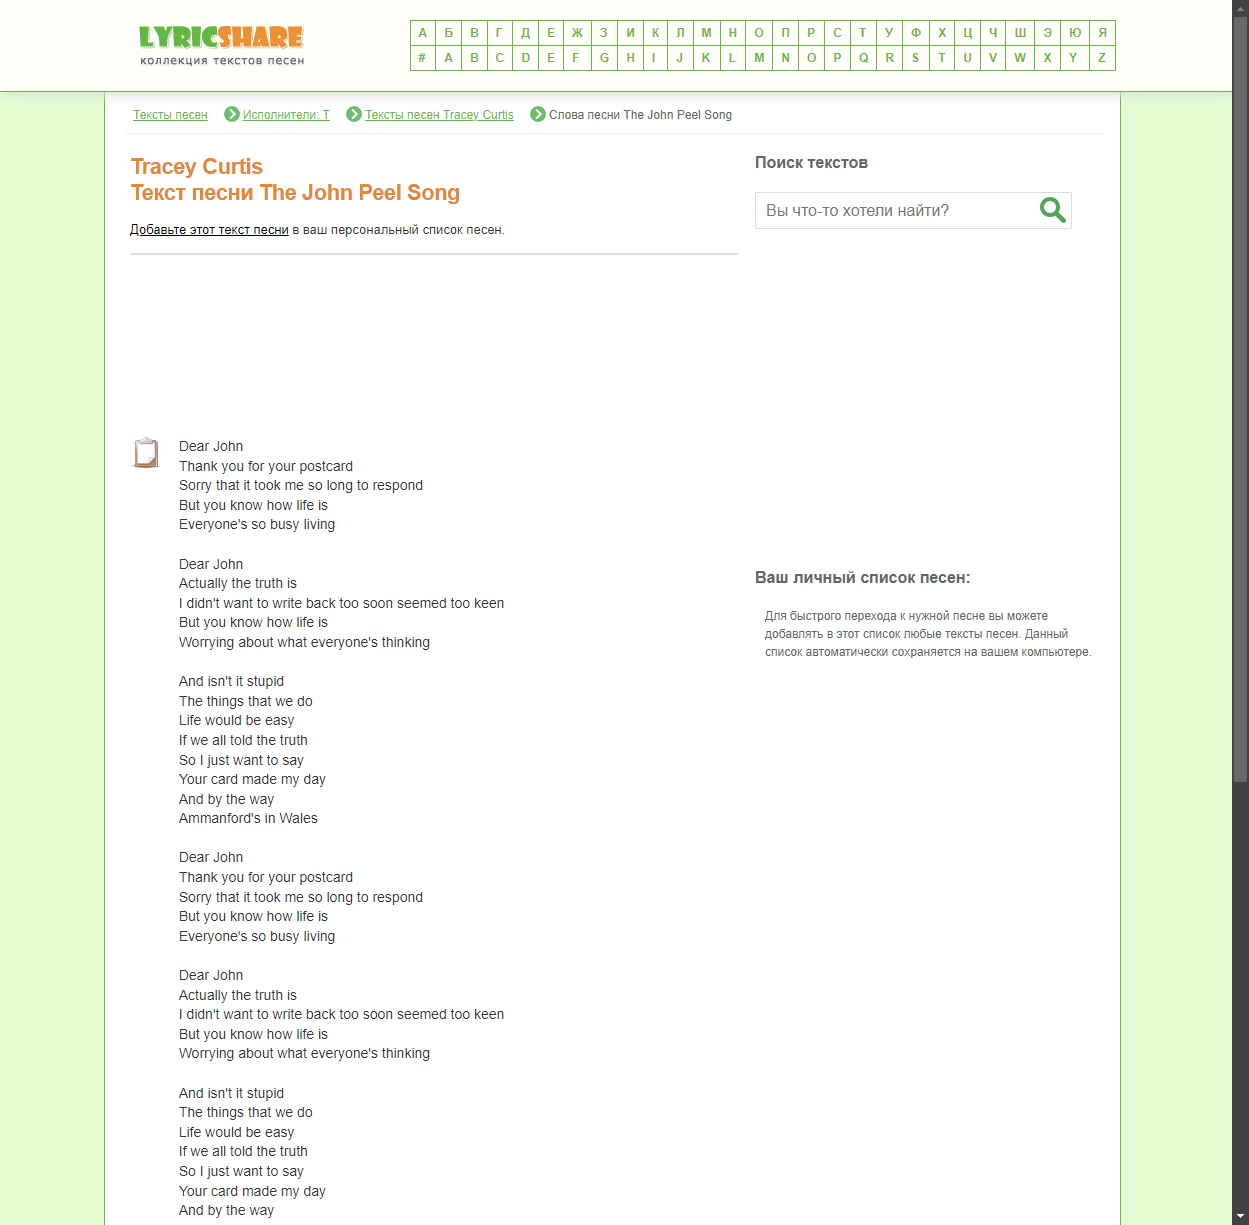 LYRICSHARE
коллекция текстов песен
А Б В Г Д Е Ж З И К Л М Н О П Р С Т У Ф Х Ц Ч Ш Э Ю Я
# A B C D E F G H I J K L M N O P Q R S T U V W X Y Z
Тексты песен Исполнители: T Тексты песен Tracey Curtis Слова песни The John Peel Song
Tracey Curtis
Текст песни The John Peel Song
Добавьте этот текст песни в ваш персональный список песен.
Поиск текстов
Вы что-то хотели найти?
Dear John
Thank you for your postcard
Sorry that it took me so long to respond
But you know how life is
Everyone's so busy living
Dear John
Actually the truth is
I didn't want to write back too soon seemed too keen
But you know how life is
Worrying about what everyone's thinking
And isn't it stupid
The things that we do
Life would be easy
If we all told the truth
So I just want to say
Your card made my day
And by the way
Ammanford's in Wales
Dear John
Thank you for your postcard
Sorry that it took me so long to respond
But you know how life is
Everyone's so busy living
Dear John
Actually the truth is
I didn't want to write back too soon seemed too keen
But you know how life is
Worrying about what everyone's thinking
And isn't it stupid
The things that we do
Life would be easy
If we all told the truth
So I just want to say
Your card made my day
And by the way
Ваш личный список песен:
Для быстрого перехода к нужной песне вы можете
добавлять в этот список любые тексты песен. Данный
список автоматически сохраняется на вашем компьютере.